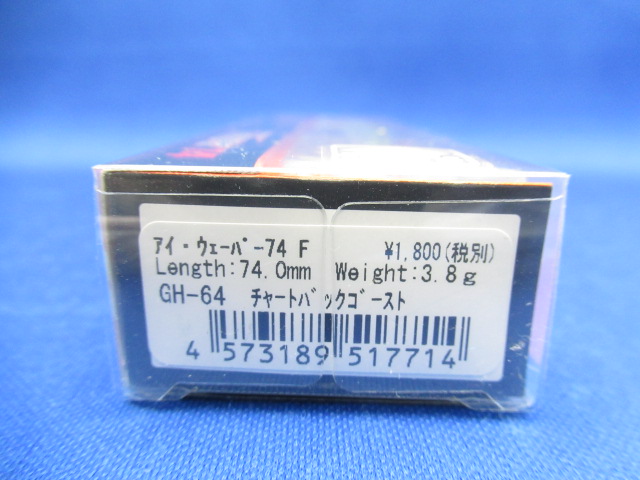 ｱｲ・ｳｪｰﾊﾞｰ74 F ¥1,800(税別)
Length:74.0mm Weight:3.8g
GH-64 ﾁｬｰﾄﾊﾞｯｸｺﾞｰｽﾄ
4 573189 517714